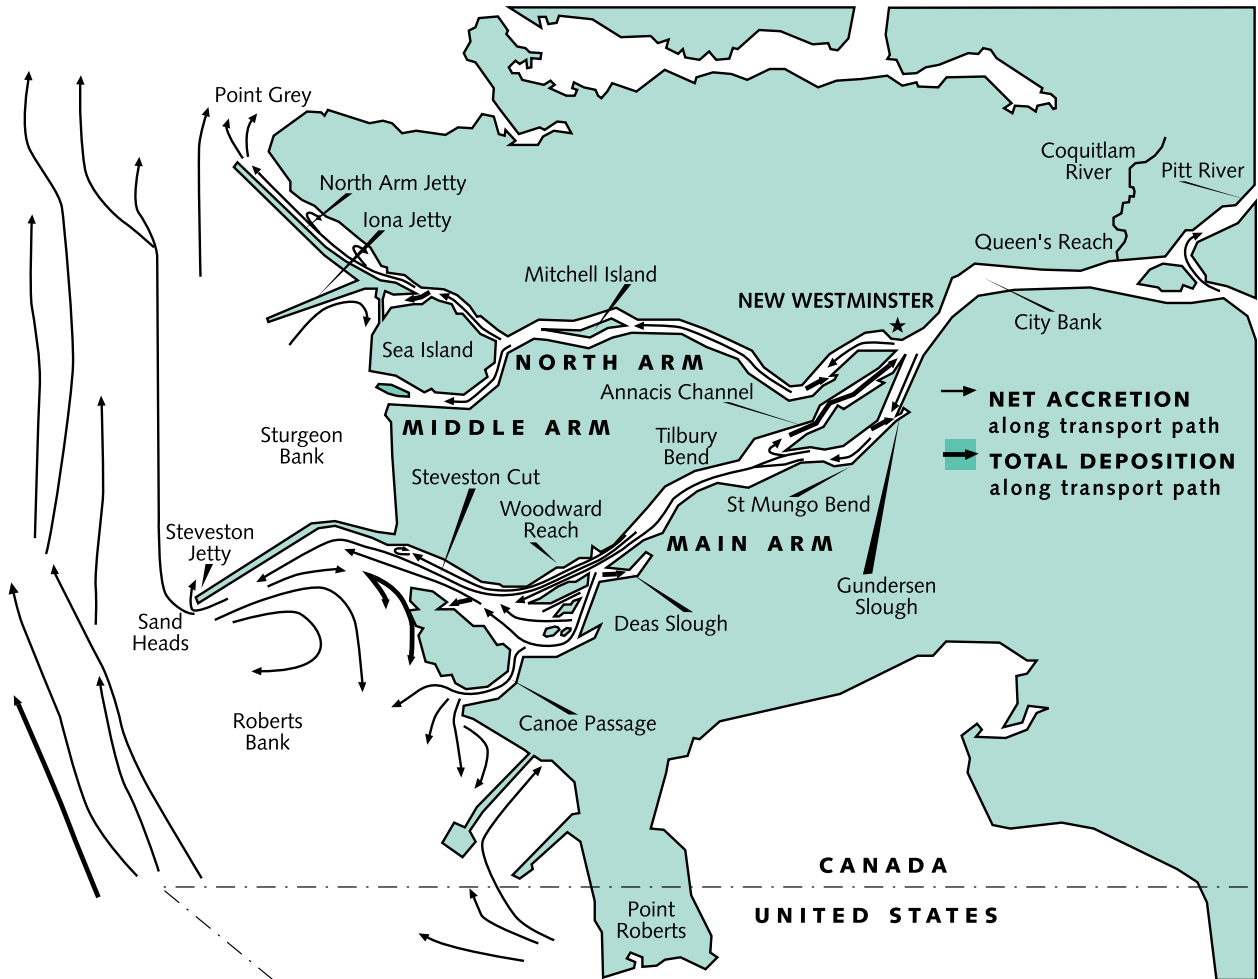 Point Grey
North Arm Jetty
Iona Jetty
Coquitlam
River
Pitt River
Queen's Reach
Mitchell Island
NEW WESTMINSTER
City Bank
Sea Island
NORTH ARM
Annacis Channel
MIDDLE ARM
NET ACCRETION
along transport path
TOTAL DEPOSITION
along transport path
Sturgeon
Bank
Tilbury
Bend
Steveston Cut
St Mungo Bend
Woodward
Reach
Steveston
Jetty
MAIN ARM
Gundersen
Slough
Sand
Heads
Deas Slough
Roberts
Bank
Canoe Passage
CANADA
UNITED STATES
Point
Roberts